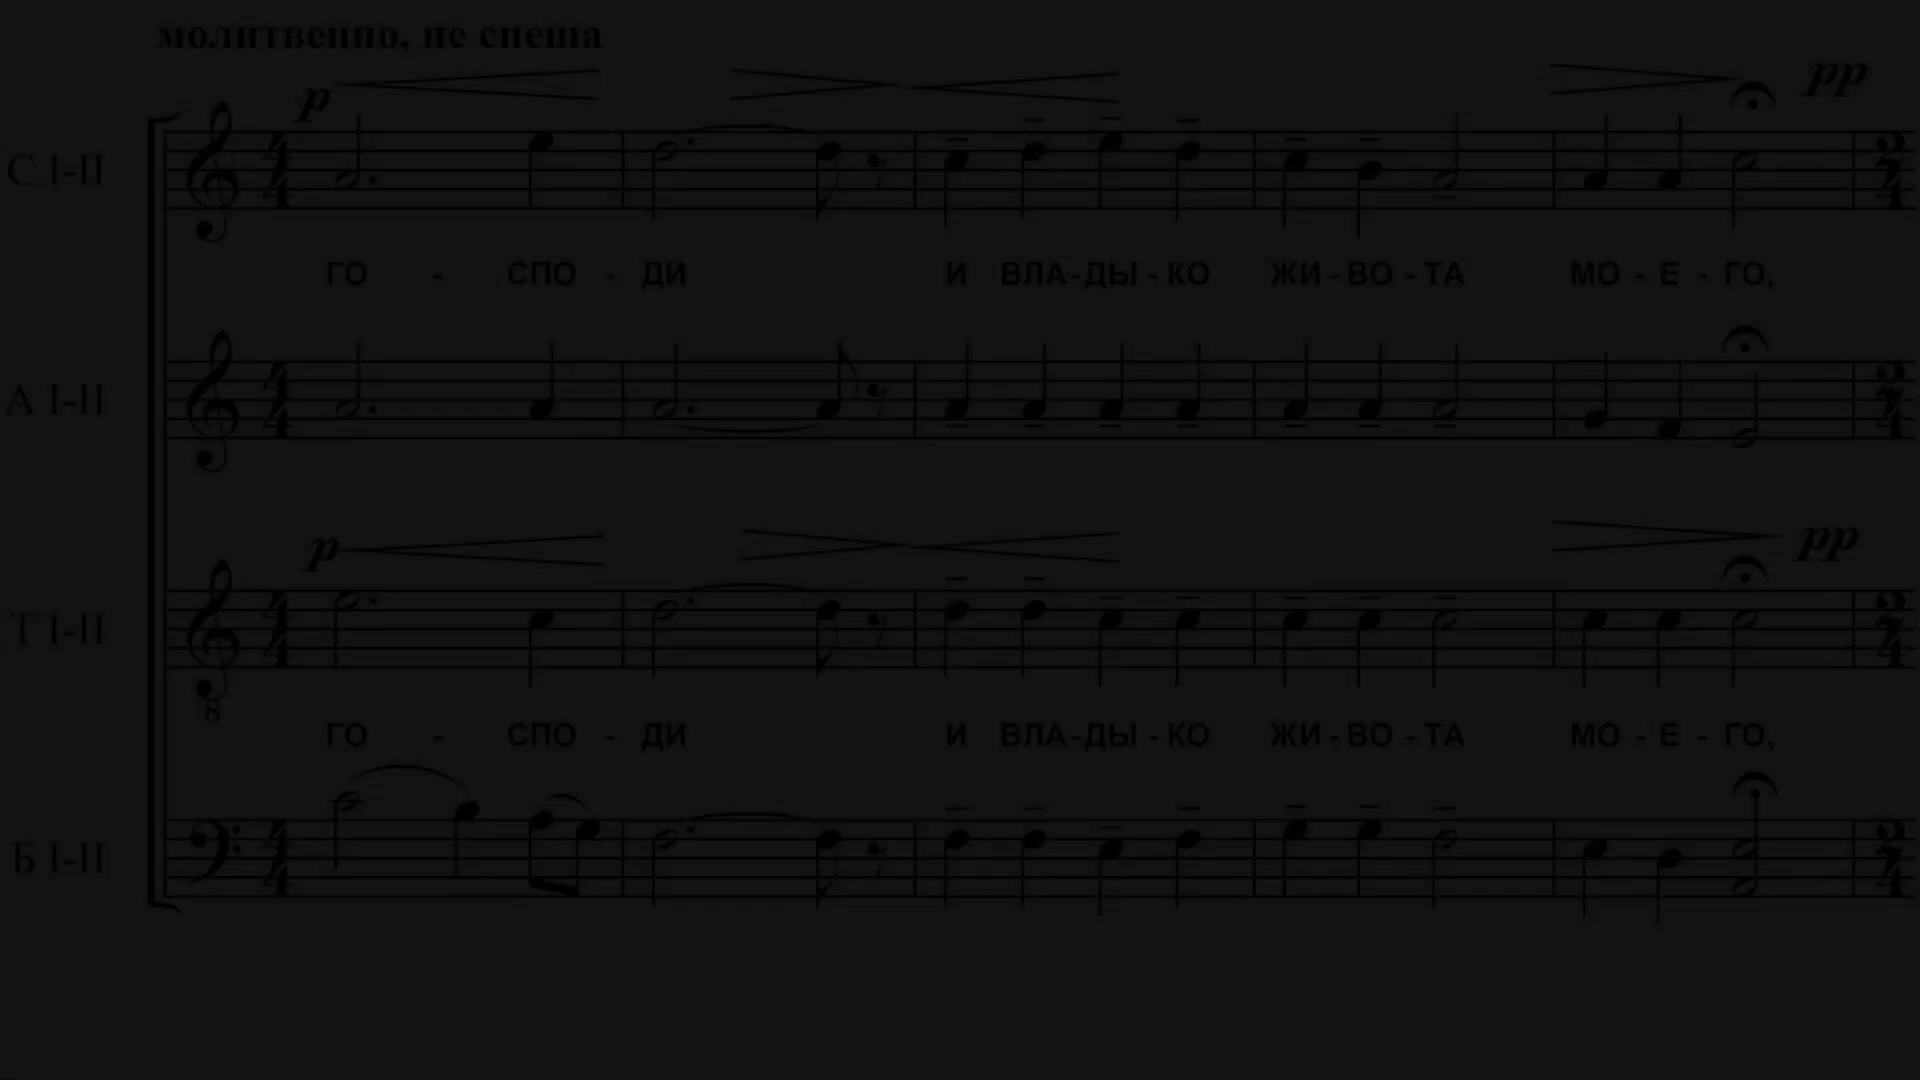 молитвенно, не спеша
p pp
С I-II
ГО - СПО - ДИ И ВЛА-ДЫ-КО ЖИ-ВО-ТА МО-Е-ГО,
А I-II
p pp
Т I-II
8
ГО - СПО - ДИ И ВЛА-ДЫ-КО ЖИ-ВО-ТА МО-Е-ГО,
Б I-II